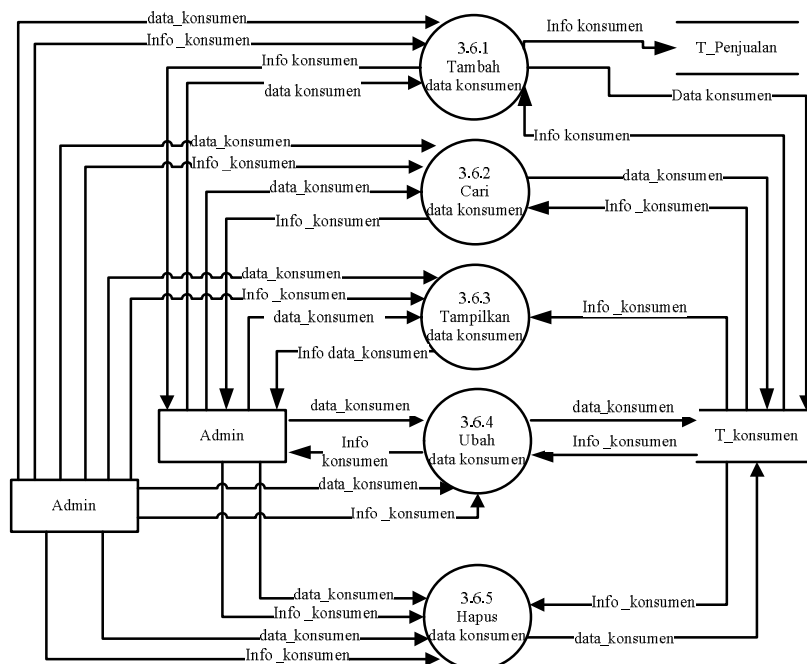 data_konsumen
Info _konsumen
Info konsumen
data konsumen
3.6.1
Tambah
data konsumen
Info konsumen
T_Penjualan
Data konsumen
Info konsumen
data_konsumen
Info _konsumen
data_konsumen
Info _konsumen
3.6.2
Cari
data konsumen
data_konsumen
Info _konsumen
data_konsumen
Info _konsumen
data_konsumen
Info data_konsumen
3.6.3
Tampilkan
data konsumen
Info _konsumen
Admin
data_konsumen
Info
konsumen
3.6.4
Ubah
data konsumen
data_konsumen
Info _konsumen
T_konsumen
Admin
data_konsumen
Info _konsumen
data_konsumen
Info _konsumen
data_konsumen
Info _konsumen
3.6.5
Hapus
data konsumen
Info _konsumen
data_konsumen